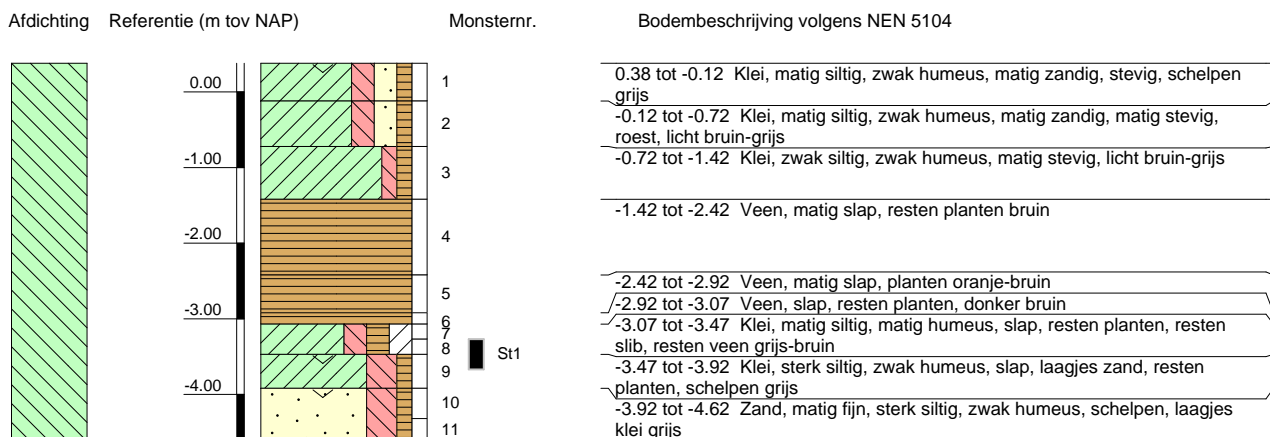 Afdichting Referentie (m tov NAP) Monsternr. Bodembeschrijving volgens NEN 5104
0.00
-1.00
-2.00
-3.00
-4.00
1
2
3
4
5
6
7
8
9
10
11
St1
0.38 tot -0.12 Klei, matig siltig, zwak humeus, matig zandig, stevig, schelpen
grijs
-0.12 tot -0.72 Klei, matig siltig, zwak humeus, matig zandig, matig stevig,
roest, licht bruin-grijs
-0.72 tot -1.42 Klei, zwak siltig, zwak humeus, matig stevig, licht bruin-grijs
-1.42 tot -2.42 Veen, matig slap, resten planten bruin
-2.42 tot -2.92 Veen, matig slap, planten oranje-bruin
-2.92 tot -3.07 Veen, slap, resten planten, donker bruin
-3.07 tot -3.47 Klei, matig siltig, matig humeus, slap, resten planten, resten
slib, resten veen grijs-bruin
-3.47 tot -3.92 Klei, sterk siltig, zwak humeus, slap, laagjes zand, resten
planten, schelpen grijs
-3.92 tot -4.62 Zand, matig fijn, sterk siltig, zwak humeus, schelpen, laagjes
klei grijs